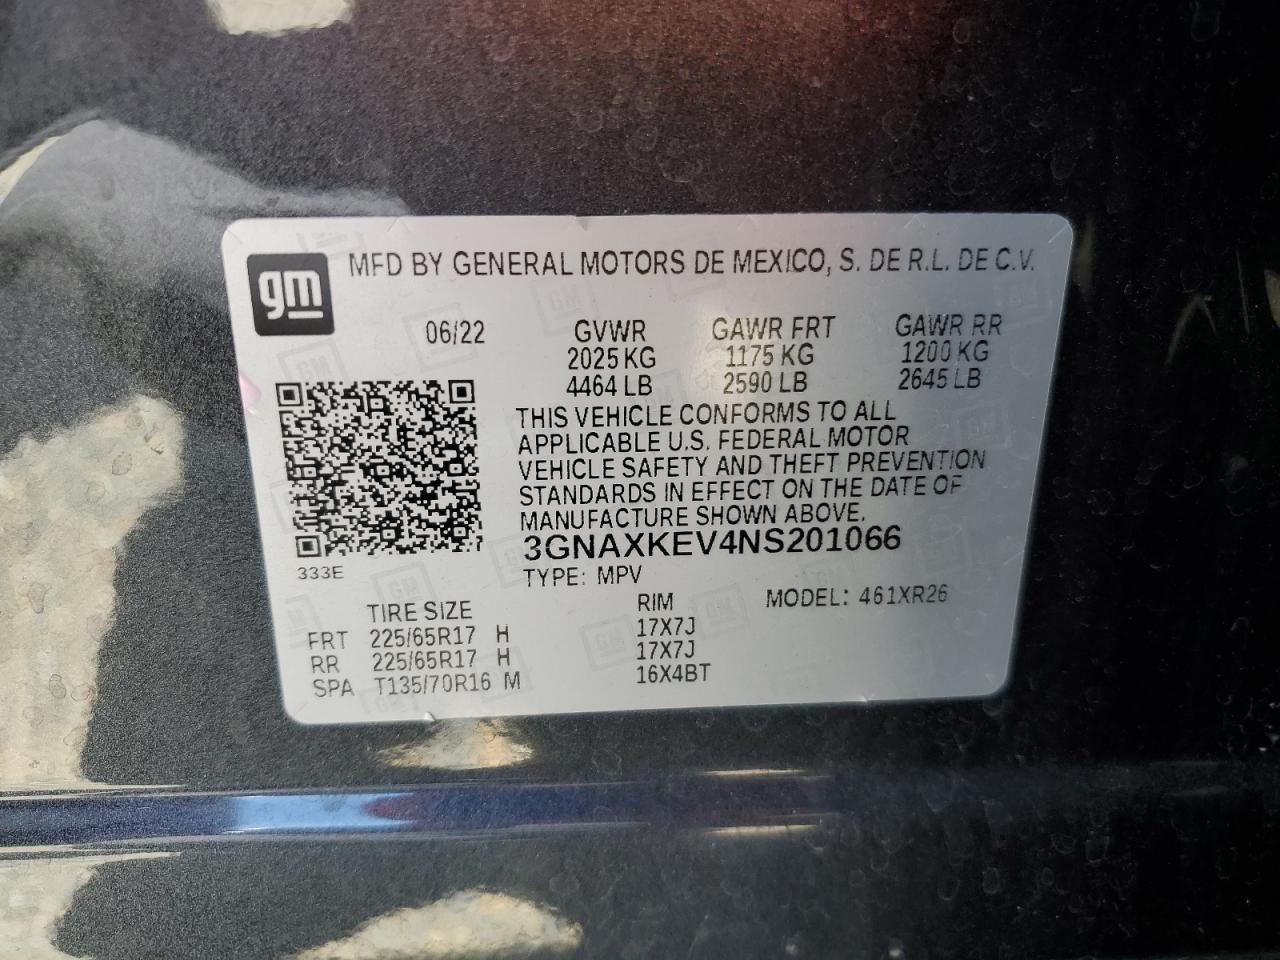 gm MFD BY GENERAL MOTORS DE MEXICO, S. DE R.L. DE C.V.
06/22 GVWR GAWR FRT GAWR RR
2025 KG 1175 KG 1200 KG
4464 LB 2590 LB 2645 LB
THIS VEHICLE CONFORMS TO ALL
APPLICABLE U.S. FEDERAL MOTOR
VEHICLE SAFETY AND THEFT PREVENTION
STANDARDS IN EFFECT ON THE DATE OF
MANUFACTURE SHOWN ABOVE.
3GNAXKEV4NS201066
333E TYPE: MPV
TIRE SIZE RIM MODEL: 461XR26
FRT 225/65R17 H 17X7J
RR 225/65R17 H 17X7J
SPA T135/70R16 M 16X4BT